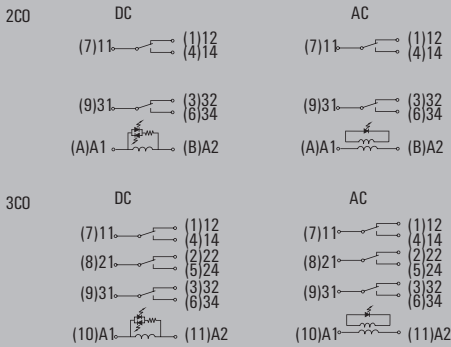 2CO DC AC
(7)11 (1)12 (7)11 (1)12
(4)14 (4)14
(9)31 (3)32 (9)31 (3)32
(6)34 (6)34
(A)A1 (B)A2 (A)A1 (B)A2
3CO DC AC
(7)11 (1)12 (7)11 (1)12
(4)14 (4)14
(8)21 (2)22 (8)21 (2)22
(5)24 (5)24
(9)31 (3)32 (9)31 (3)32
(6)34 (6)34
(10)A1 (11)A2 (10)A1 (11)A2